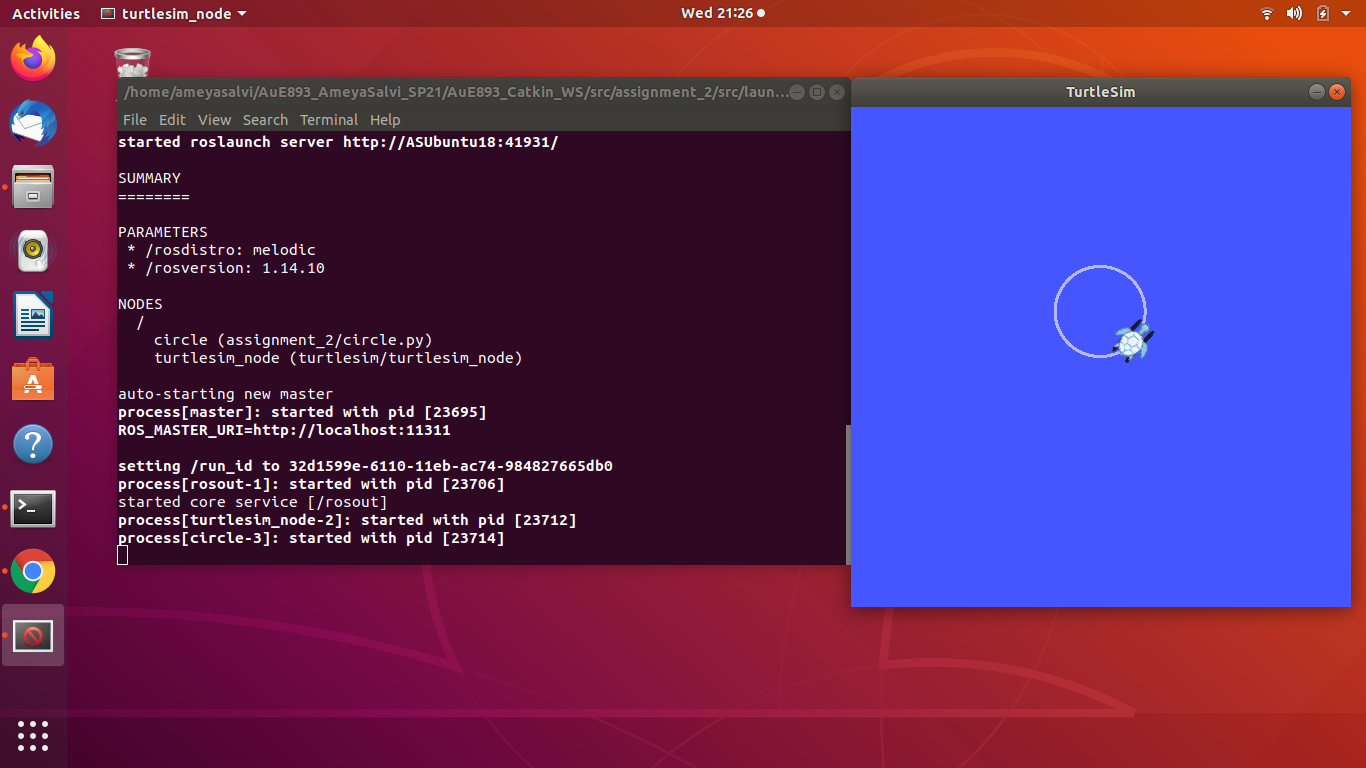 Activities
turtlesim_node
Wed 21:26
/home/ameyasalvi/AuE893_AmeyaSalvi_SP21/AuE893_Catkin_WS/src/assignment_2/src/laun...
File Edit View Search Terminal Help
started roslaunch server http://ASUbuntu18:41931/
SUMMARY
========
PARAMETERS
* /rosdistro: melodic
* /rosversion: 1.14.10
NODES
/
circle (assignment_2/circle.py)
turtlesim_node (turtlesim/turtlesim_node)
auto-starting new master
process[master]: started with pid [23695]
ROS_MASTER_URI=http://localhost:11311
setting /run_id to 32d1599e-6110-11eb-ac74-984827665db0
process[rosout-1]: started with pid [23706]
started core service [/rosout]
process[turtlesim_node-2]: started with pid [23712]
process[circle-3]: started with pid [23714]
TurtleSim